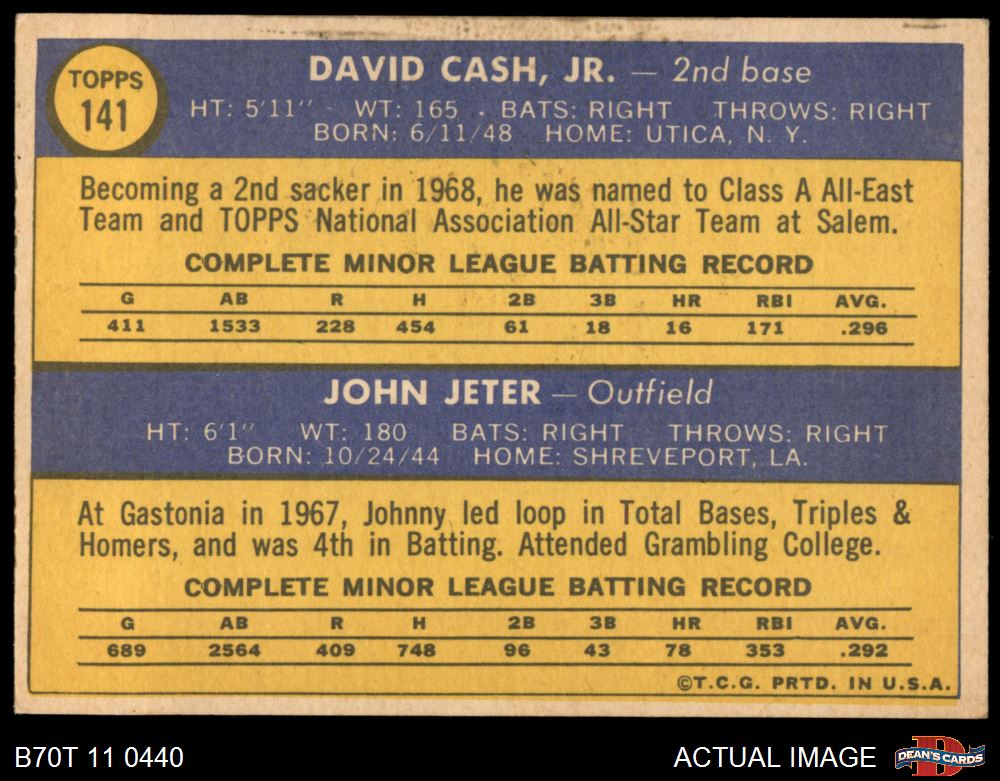 TOPPS
141
DAVID CASH, JR. — 2nd base
HT: 5'11" WT: 165 BATS: RIGHT THROWS: RIGHT
BORN: 6/11/48 HOME: UTICA, N. Y.
Becoming a 2nd sacker in 1968, he was named to Class A All-East
Team and TOPPS National Association All-Star Team at Salem.
COMPLETE MINOR LEAGUE BATTING RECORD
G AB R H 2B 3B HR RBI AVG.
411 1533 228 454 61 18 16 171 .296
JOHN JETER — Outfield
HT: 6'1" WT: 180 BATS: RIGHT THROWS: RIGHT
BORN: 10/24/44 HOME: SHREVEPORT, LA.
At Gastonia in 1967, Johnny led loop in Total Bases, Triples &
Homers, and was 4th in Batting. Attended Grambling College.
COMPLETE MINOR LEAGUE BATTING RECORD
G AB R H 2B 3B HR RBI AVG.
689 2564 409 748 96 43 78 353 .292
©T.C.G. PRTD. IN U.S.A.
B70T 11 0440
ACTUAL IMAGE
D
DEAN'S CARDS